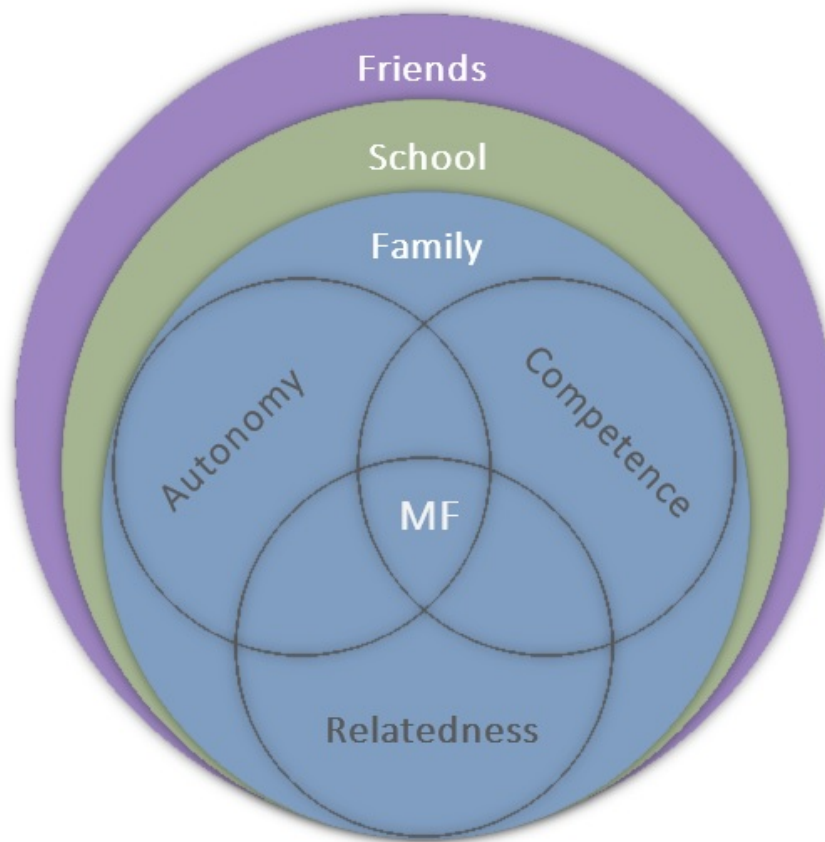 Friends
School
Family
Autonomy
Competence
MF
Relatedness